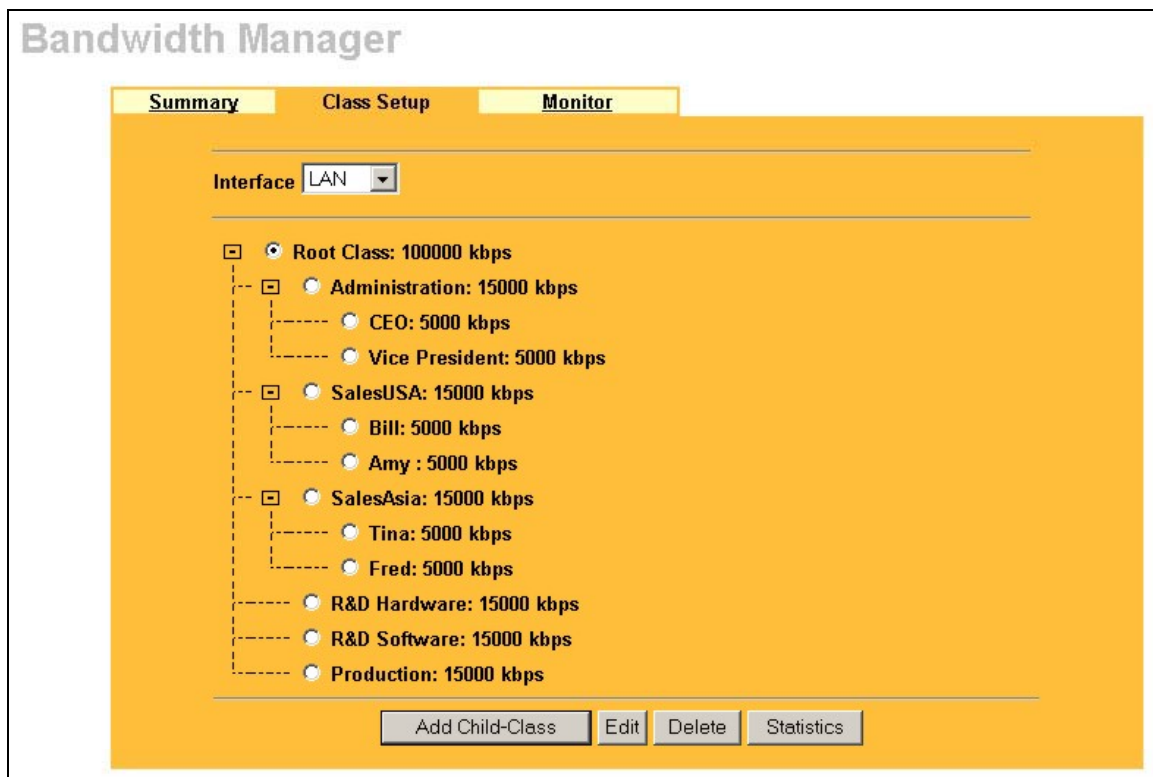 Bandwidth Manager
Summary Class Setup Monitor
Interface LAN
Root Class: 100000 kbps
Administration: 15000 kbps
CEO: 5000 kbps
Vice President: 5000 kbps
SalesUSA: 15000 kbps
Bill: 5000 kbps
Amy : 5000 kbps
SalesAsia: 15000 kbps
Tina: 5000 kbps
Fred: 5000 kbps
R&D Hardware: 15000 kbps
R&D Software: 15000 kbps
Production: 15000 kbps
Add Child-Class Edit Delete Statistics